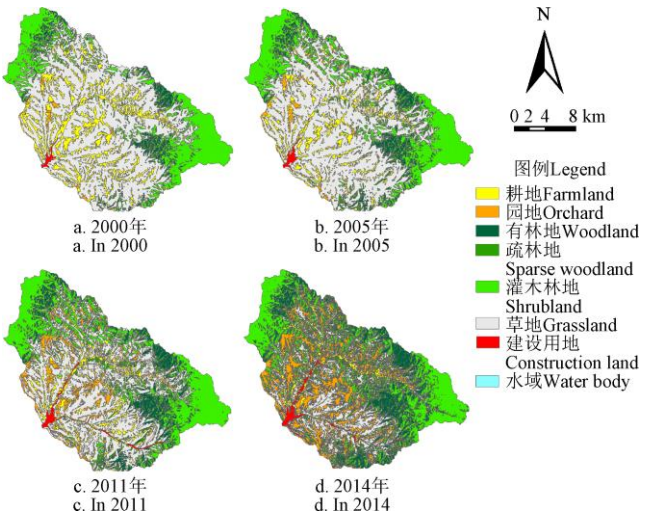 N
0 2 4 8 km
a. 2000年
a. In 2000
b. 2005年
b. In 2005
图例Legend
耕地Farmland
园地Orchard
有林地Woodland
疏林地
Sparse woodland
灌木林地
Shrubland
草地Grassland
建设用地
Construction land
水域Water body
c. 2011年
c. In 2011
d. 2014年
d. In 2014